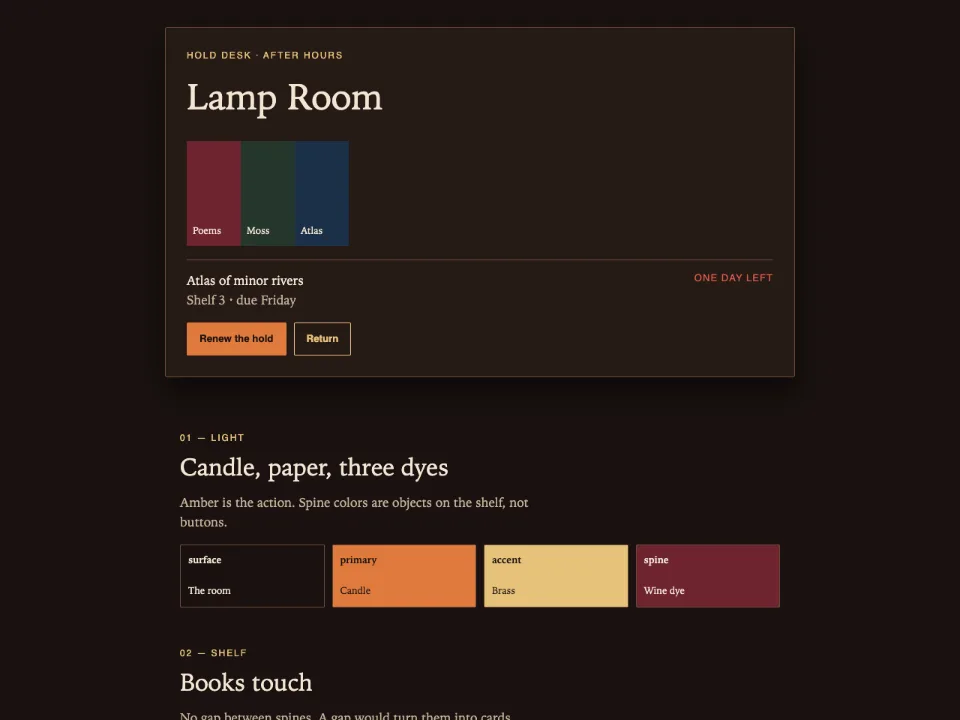 HOLD DESK · AFTER HOURS
Lamp Room
Poems
Moss
Atlas
Atlas of minor rivers
ONE DAY LEFT
Shelf 3 · due Friday
Renew the hold
Return
01 — LIGHT
Candle, paper, three dyes
Amber is the action. Spine colors are objects on the shelf, not
buttons.
surface
The room
primary
Candle
accent
Brass
spine
Wine dye
02 — SHELF
Books touch
No gap between spines. A gap would turn them into cards.